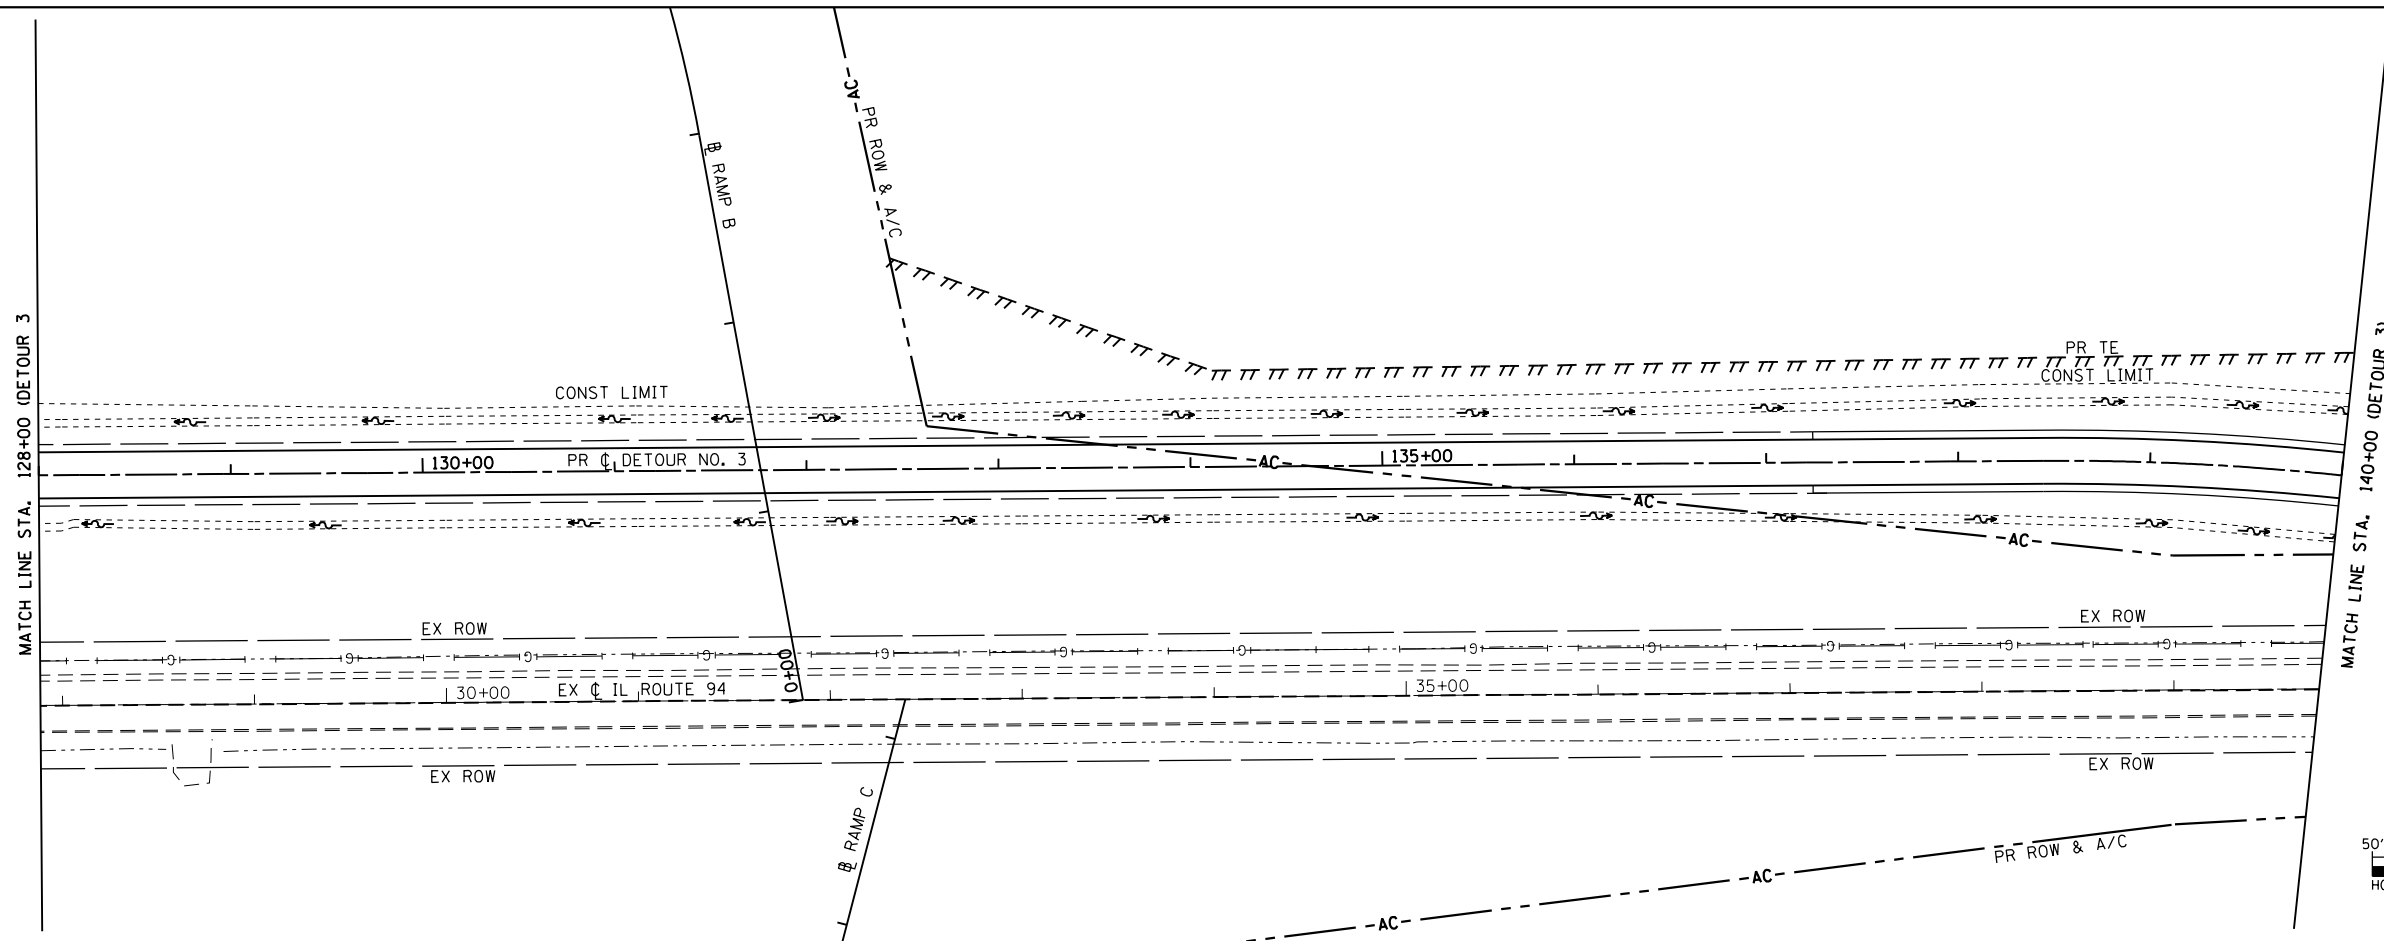 MATCH LINE STA. 128+00 (DETOUR 3
℄ RAMP B
AC
PR ROW & A/C
PR TE
CONST LIMIT
CONST LIMIT
130+00
PR ℄ DETOUR NO. 3
AC
135+00
AC
AC
MATCH LINE STA. 140+00 (DETOUR 3)
EX ROW
EX ROW
G G G G G G G G G G G G
10+00
30+00
EX ℄ IL ROUTE 94
35+00
EX ROW
EX ROW
RAMP C
PR ROW & A/C
AC
AC
50'
HO